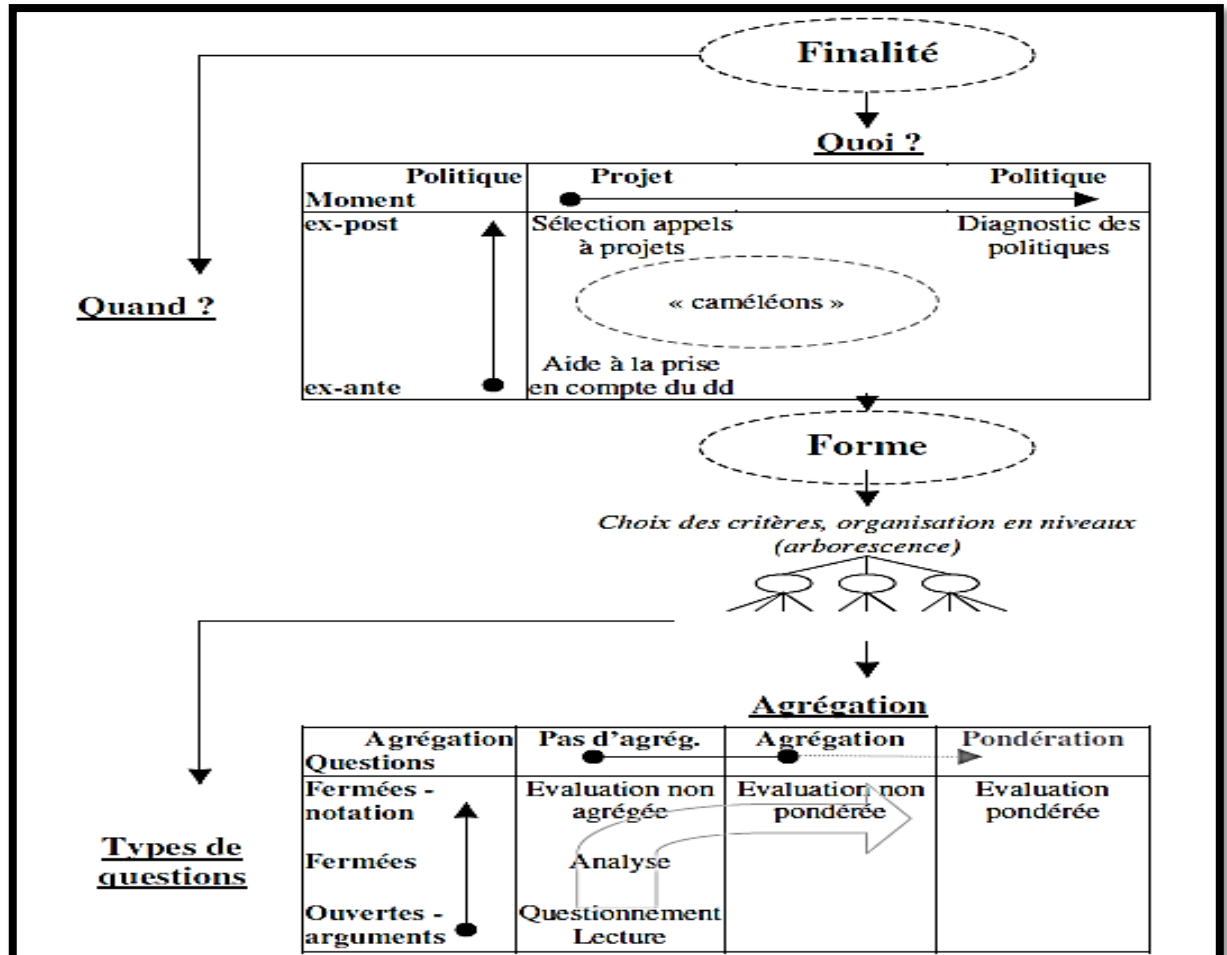 Finalité
Quoi ?
Politique Projet Politique
Moment
ex-post Sélection appels Diagnostic des
à projets politiques
Quand ?
« caméléons »
Aide à la prise
ex-ante en compte du dd
Forme
Choix des critères, organisation en niveaux
(arborescence)
Agrégation
Agrégation Pas d'agrég. Agrégation Pondération
Questions
Fermées - Evaluation non Evaluation non Evaluation
notation agrégée pondérée pondérée
Types de
questions
Fermées Analyse
Ouvertes - Questionnement
arguments Lecture